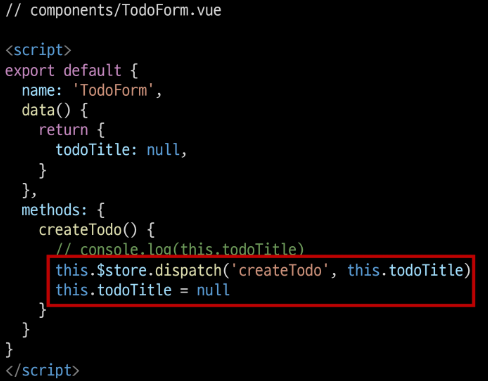 // components/TodoForm.vue
<script>
export default {
name: 'TodoForm',
data() {
return {
todoTitle: null,
}
},
methods: {
createTodo() {
// console.log(this.todoTitle)
this.$store.dispatch('createTodo', this.todoTitle)
this.todoTitle = null
}
}
}
</script>